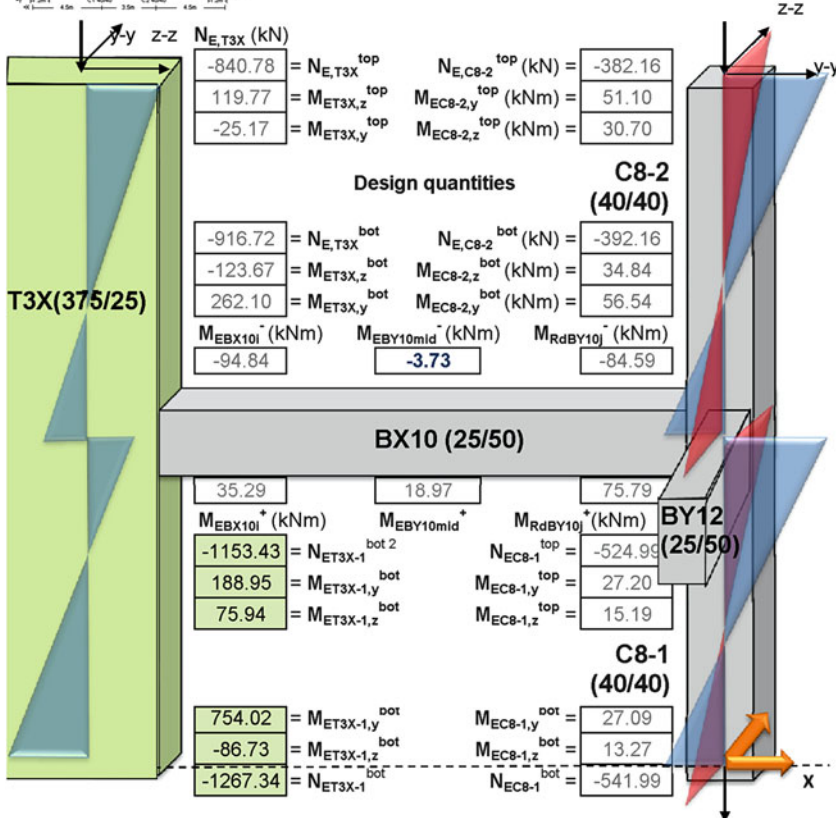 4.5m 3.5m 4.5m
y-y z-z N_E,T3X (kN) z-z
y-y
-840.78 = N_E,T3X^top N_E,C8-2^top (kN) = -382.16
119.77 = M_ET3X,z^top M_EC8-2,y^top (kNm) = 51.10
-25.17 = M_ET3X,y^top M_EC8-2,z^top (kNm) = 30.70
Design quantities C8-2
(40/40)
-916.72 = N_E,T3X^bot N_E,C8-2^bot (kN) = -392.16
-123.67 = M_ET3X,z^bot M_EC8-2,z^bot (kNm) = 34.84
T3X(375/25) 262.10 = M_ET3X,y^bot M_EC8-2,y^bot (kNm) = 56.54
M_EBX10i^- (kNm) M_EBY10mid^- (kNm) M_RdBY10j^- (kNm)
-94.84 -3.73 -84.59
BX10 (25/50)
35.29 18.97 75.79
M_EBX10i^+ (kNm) M_EBY10mid^+ M_RdBY10j^+ (kNm)
BY12
(25/50)
-1153.43 = N_ET3X-1^bot 2 N_EC8-1^top = -524.99
188.95 = M_ET3X-1,y^bot M_EC8-1,y^top = 27.20
75.94 = M_ET3X-1,z^bot M_EC8-1,z^top = 15.19
C8-1
(40/40)
754.02 = M_ET3X-1,y^bot M_EC8-1,y^bot = 27.09
-86.73 = M_ET3X-1,z^bot M_EC8-1,z^bot = 13.27
-1267.34 = N_ET3X-1^bot N_EC8-1^bot = -541.99
x